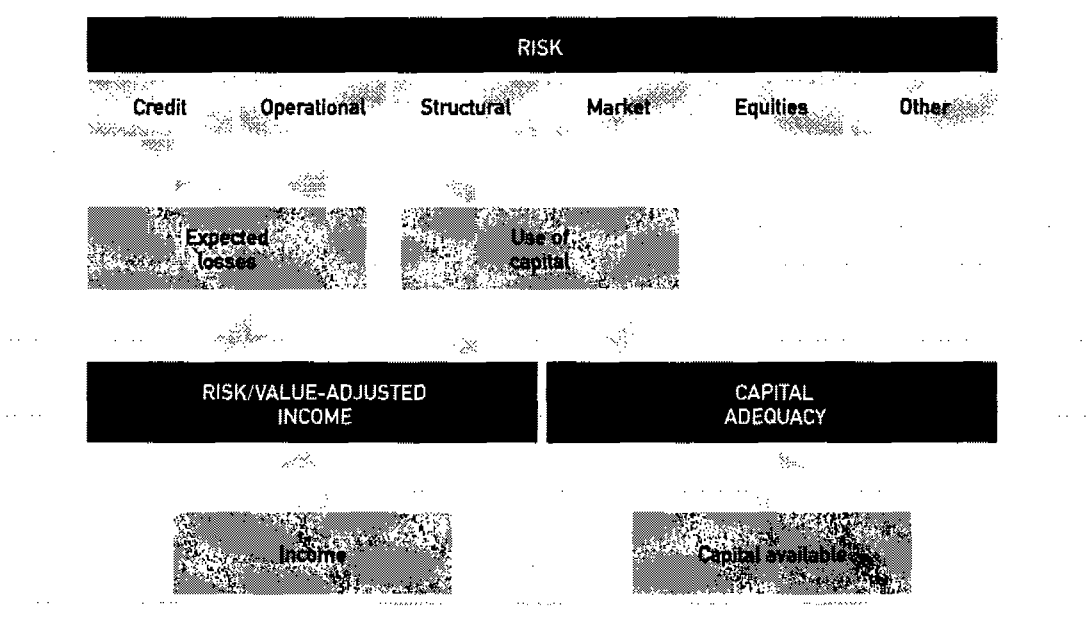 RISK
Credit Operational Structural Market Equities Other
Expected
losses
Use of
capital
RISK/VALUE-ADJUSTED
INCOME
CAPITAL
ADEQUACY
Income
Capital available